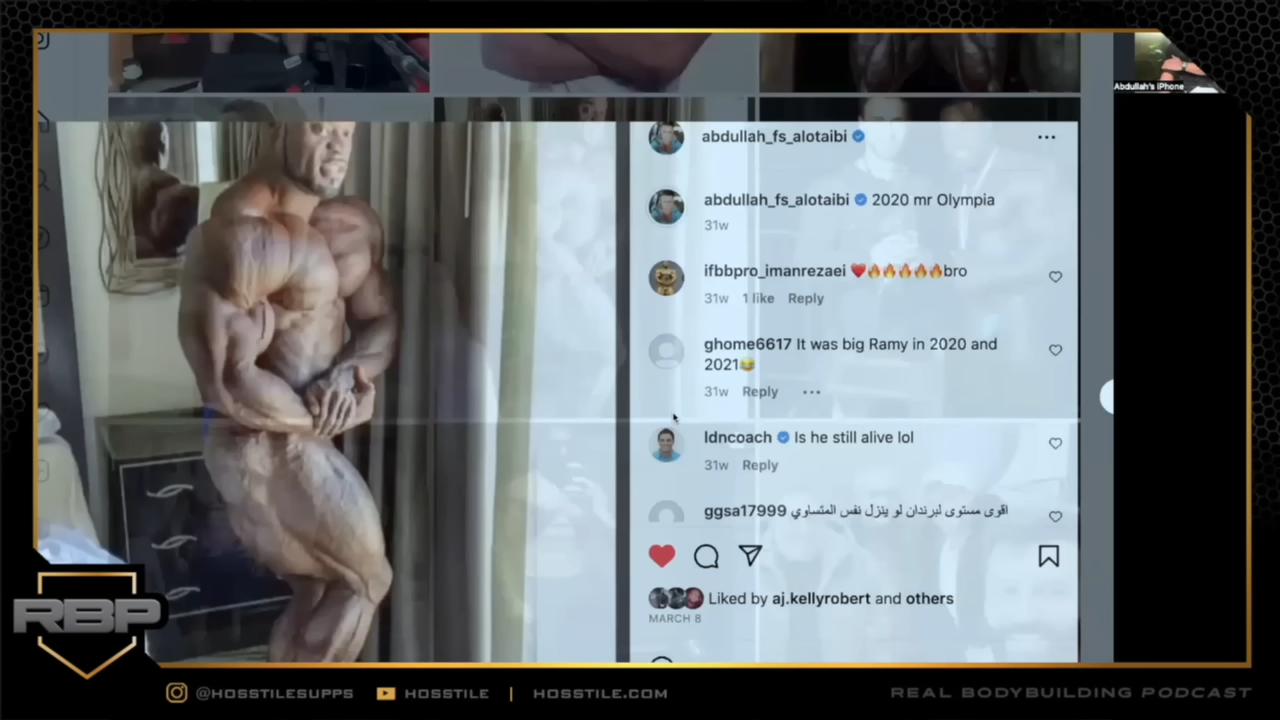 Abdullah's iPhone
abdullah_fs_alotaibi
abdullah_fs_alotaibi 2020 mr Olympia
31w
ifbbpro_imanrezaei ❤️🔥🔥🔥🔥🔥bro
31w 1 like Reply
ghome6617 It was big Ramy in 2020 and
2021😂
31w Reply
ldncoach Is he still alive lol
31w Reply
ggsa17999 اقوى مستوى لبرندان لو ينزل نفس المتساوي
Liked by aj.kellyrobert and others
MARCH 8
RBP
@HOSSTILESUPPS HOSSTILE | HOSSTILE.COM
REAL BODYBUILDING PODCAST